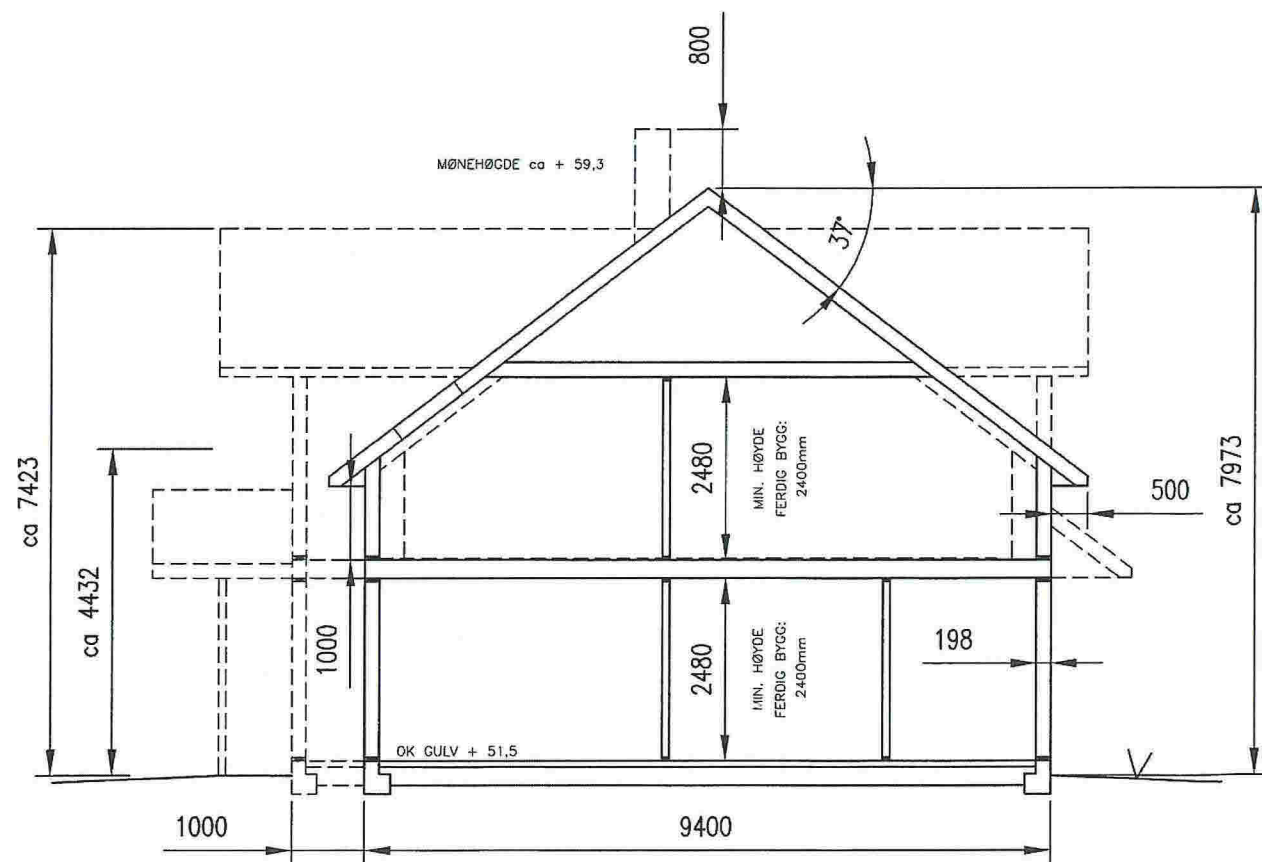 800
MØNEHØGDE ca + 59,3
37°
ca 7423
ca 4432
1000
2480
MIN. HØYDE
FERDIG BYGG:
2400mm
500
ca 7973
2480
MIN. HØYDE
FERDIG BYGG:
2400mm
198
OK GULV + 51,5
1000
9400